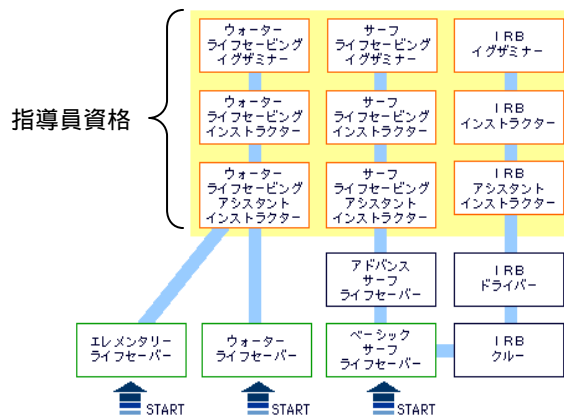 ウォーター
ライフセービング
イグザミナー
サーフ
ライフセービング
イグザミナー
ＩＲＢ
イグザミナー
指導員資格
ウォーター
ライフセービング
インストラクター
サーフ
ライフセービング
インストラクター
ＩＲＢ
インストラクター
ウォーター
ライフセービング
アシスタント
インストラクター
サーフ
ライフセービング
アシスタント
インストラクター
ＩＲＢ
アシスタント
インストラクター
アドバンス
サーフ
ライフセーバー
ＩＲＢ
ドライバー
エレメンタリー
ライフセーバー
ウォーター
ライフセーバー
ベーシック
サーフ
ライフセーバー
ＩＲＢ
クルー
START
START
START